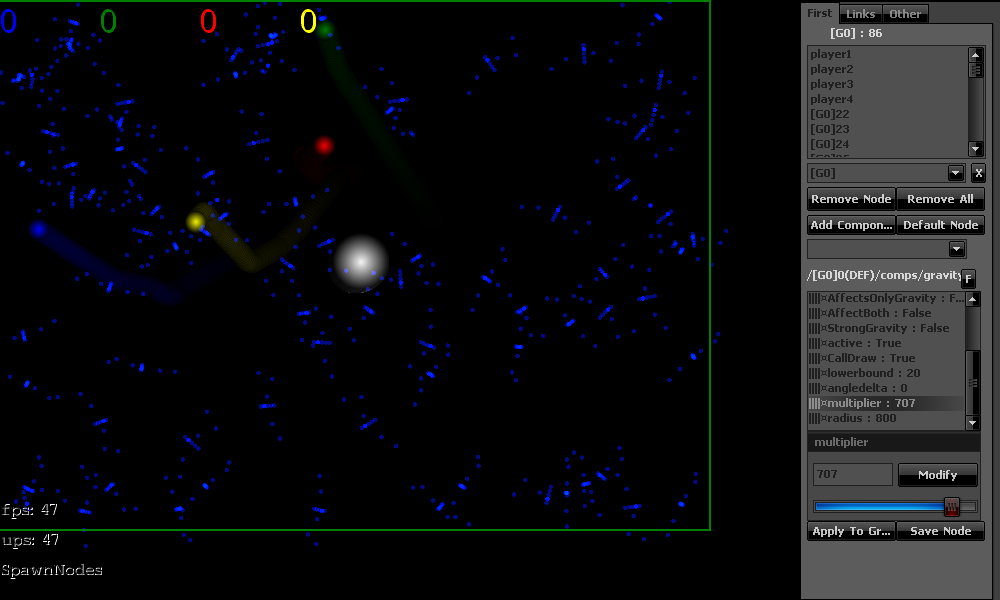 0 0 0 0
First Links Other
[G0] : 86
player1
player2
player3
player4
[G0]22
[G0]23
[G0]24
[G0] X
Remove Node Remove All
Add Compon... Default Node
/[G0]0(DEF)/comps/gravity F
||||¤AffectsOnlyGravity : F...
||||¤AffectBoth : False
||||¤StrongGravity : False
||||¤active : True
||||¤CallDraw : True
||||¤lowerbound : 20
||||¤angledelta : 0
||||¤multiplier : 707
||||¤radius : 800
multiplier
707 Modify
Apply To Gr... Save Node
fps: 47
ups: 47
SpawnNodes